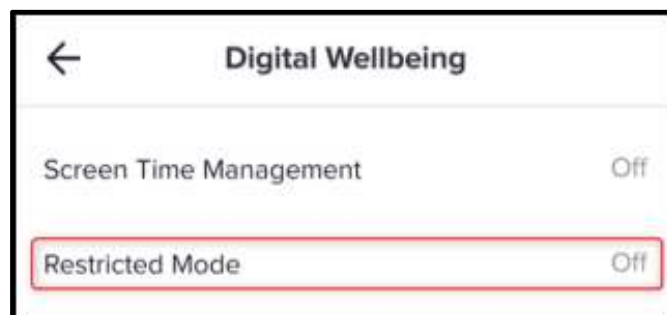 Digital Wellbeing
Screen Time Management Off
Restricted Mode Off